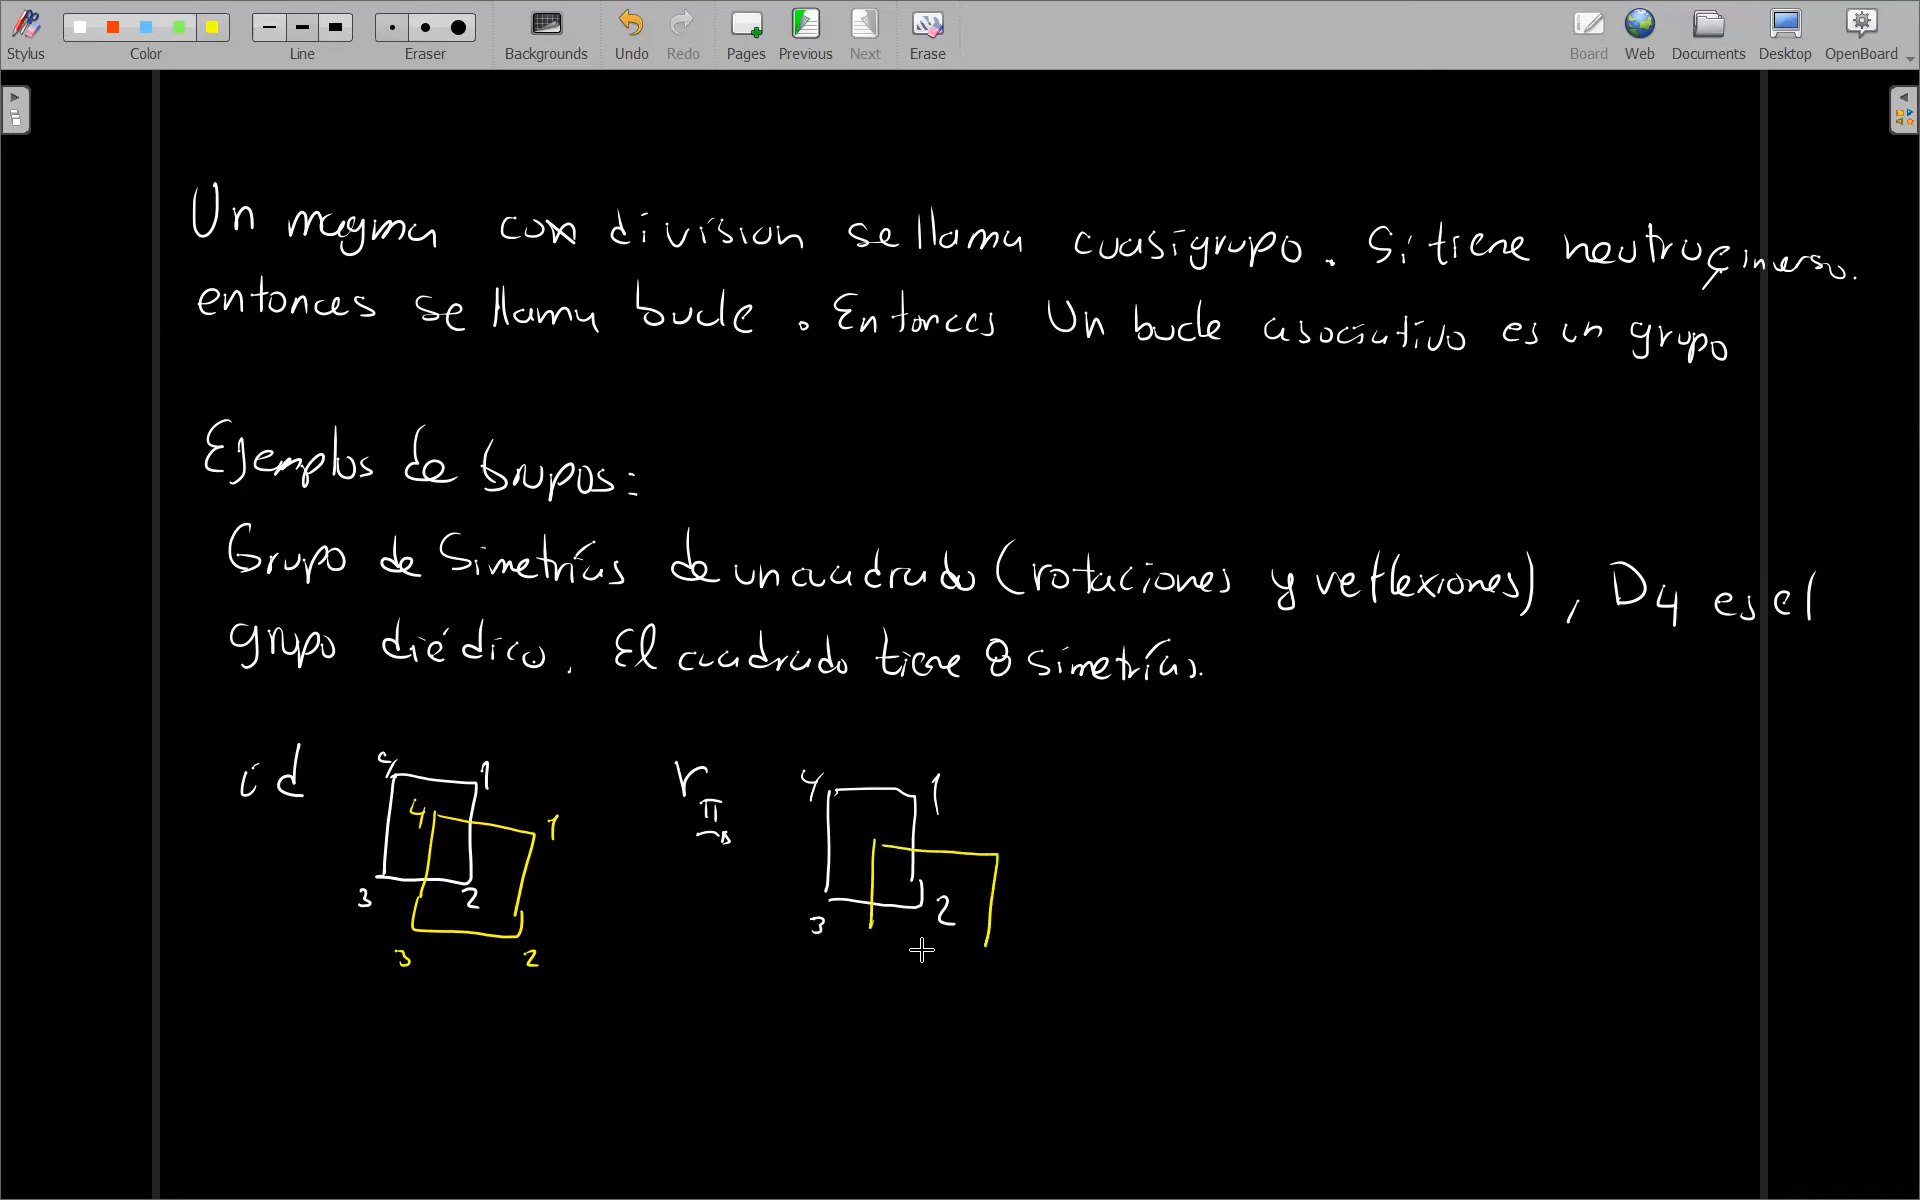 Stylus Color Line Eraser Backgrounds Undo Redo Pages Previous Next Erase Board Web Documents Desktop OpenBoard
Un magma con division se llama cuasigrupo. Si tiene neutro e inverso.
entonces se llama bucle. Entonces Un bucle asociativo es un grupo
Ejemplos de Grupos:
Grupo de Simetrías de un cuadrado (rotaciones y reflexiones), D4 es el
grupo diédico. El cuadrado tiene 8 simetrías.
id 4 1 r π 4 1
4 1
3 2 3 2
3 2